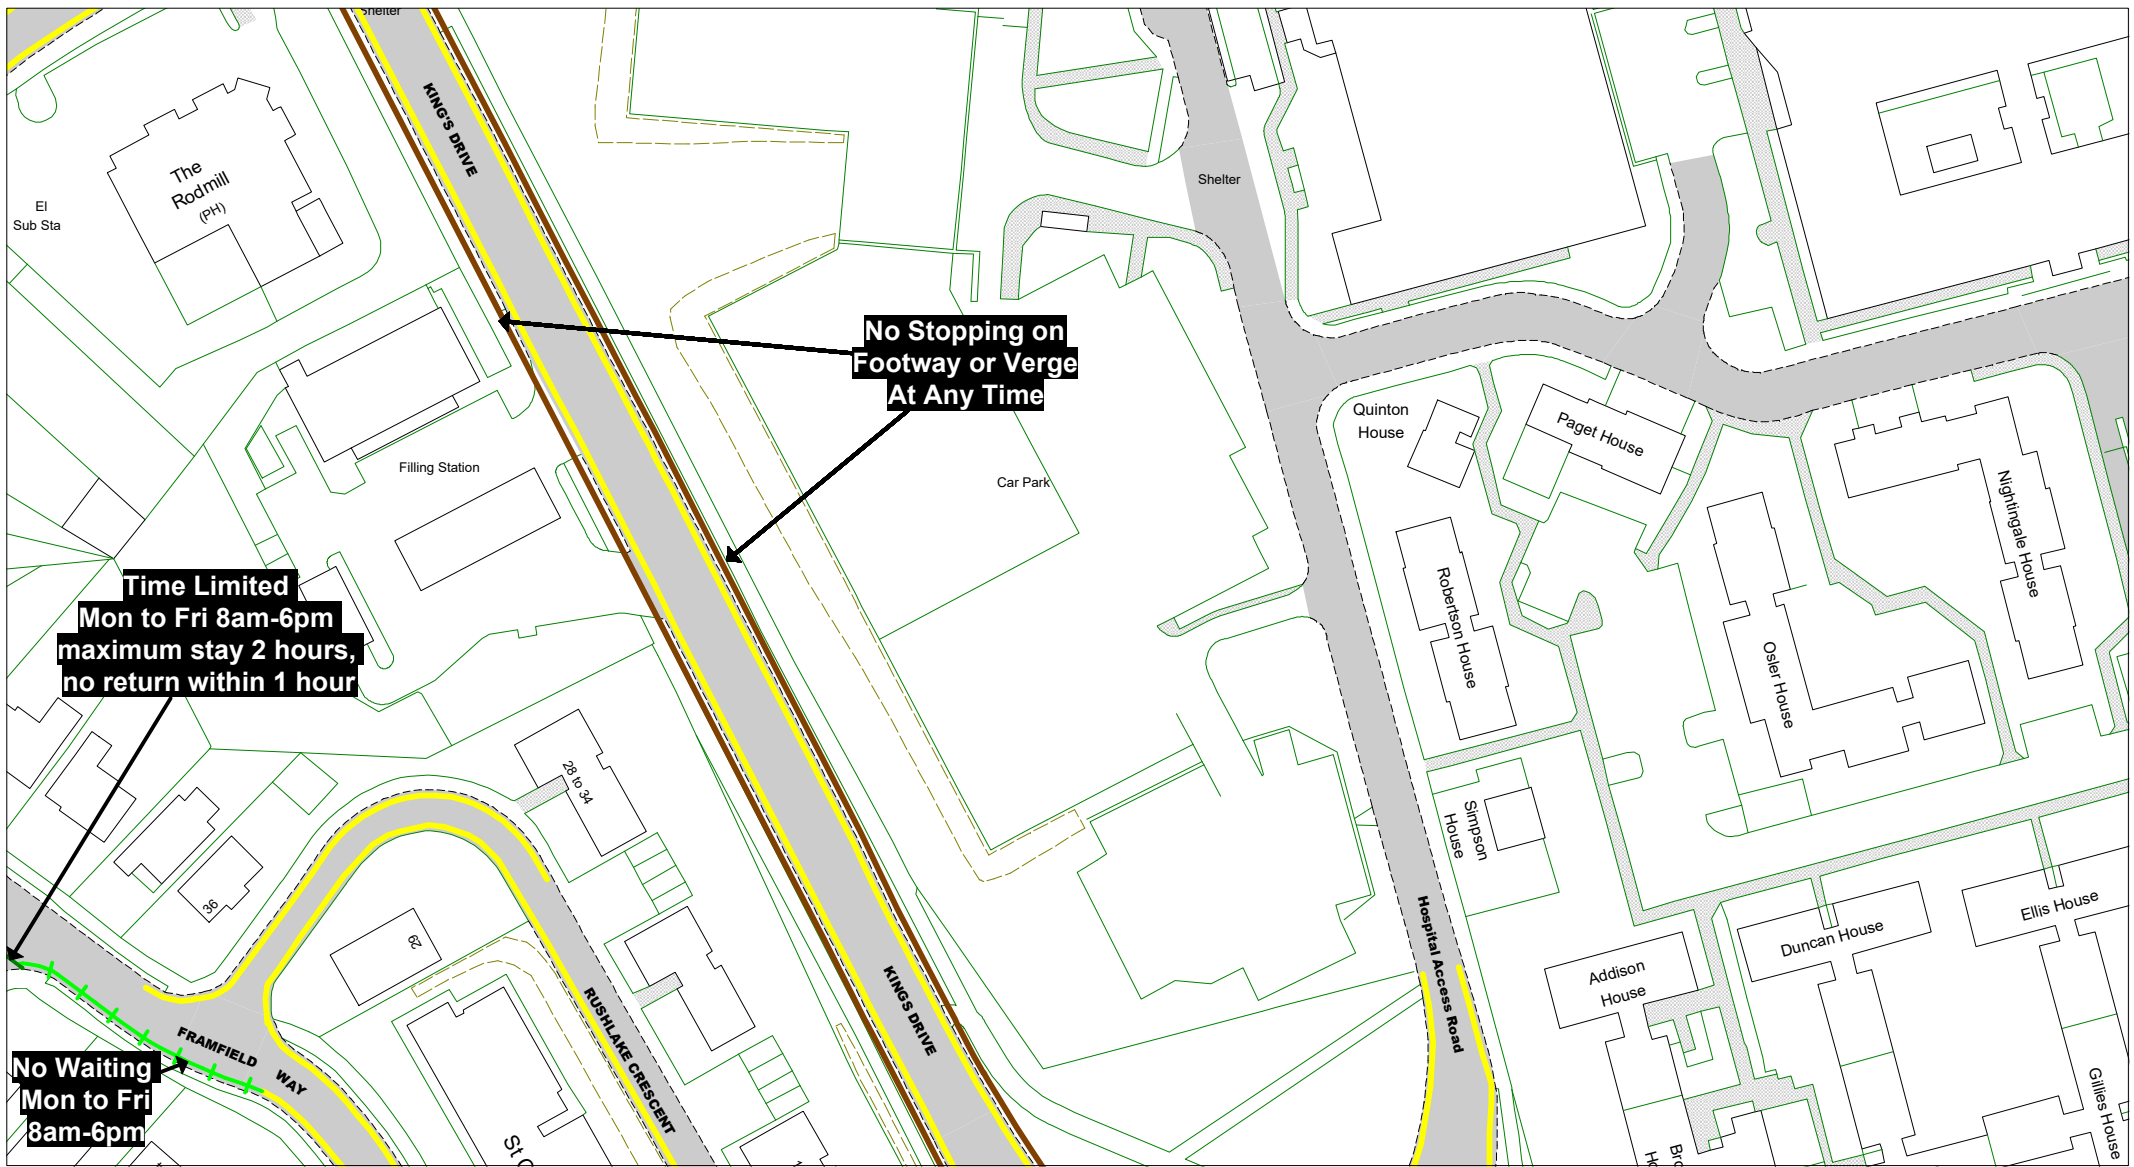 Shelter
KING'S DRIVE
The
Rodmill
(PH)
El
Sub Sta
Shelter
No Stopping on
Footway or Verge
At Any Time
Quinton
House
Paget House
Filling Station
Car Park
Nightingale House
Time Limited
Mon to Fri 8am-6pm
maximum stay 2 hours,
no return within 1 hour
Robertson House
Osler House
28 to 34
Simpson
House
36
29
Hospital Access Road
Ellis House
Duncan House
Addison
House
KINGS DRIVE
RUSHLAKE CRESCENT
FRAMFIELD WAY
No Waiting
Mon to Fri
8am-6pm
Gillies House
St